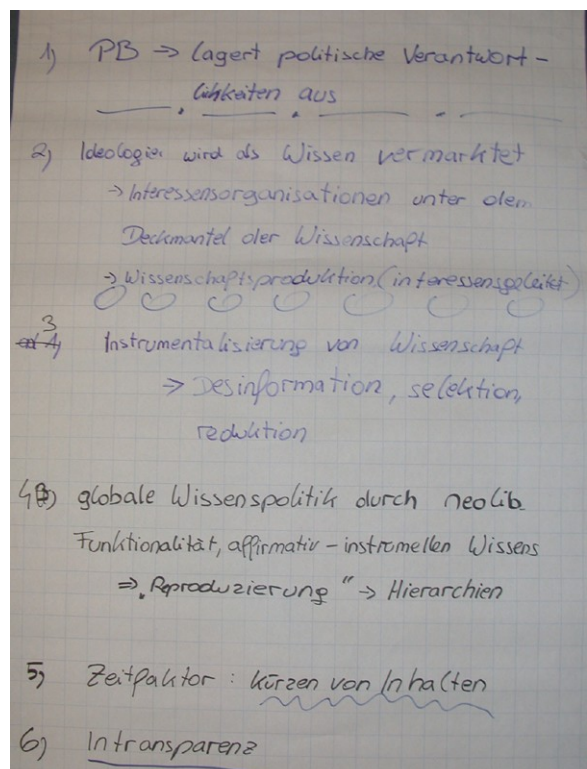 1) PB → lagert politische Verantwort-
lichkeiten aus
2) Ideologie wird als Wissen vermarktet
→ Interessensorganisationen unter dem
Deckmantel der Wissenschaft
→ Wissenschaftsproduktion (interessensgeleitet)
3
Instrumentalisierung von Wissenschaft
→ Desinformation, selektion,
reduktion
4) globale Wissenspolitik durch neolib.
Funktionalität, affirmativ-instromellen Wissens
⇒ „Reproduzierung" → Hierarchien
5) Zeitfaktor: kürzen von Inhalten
6) Intransparenz